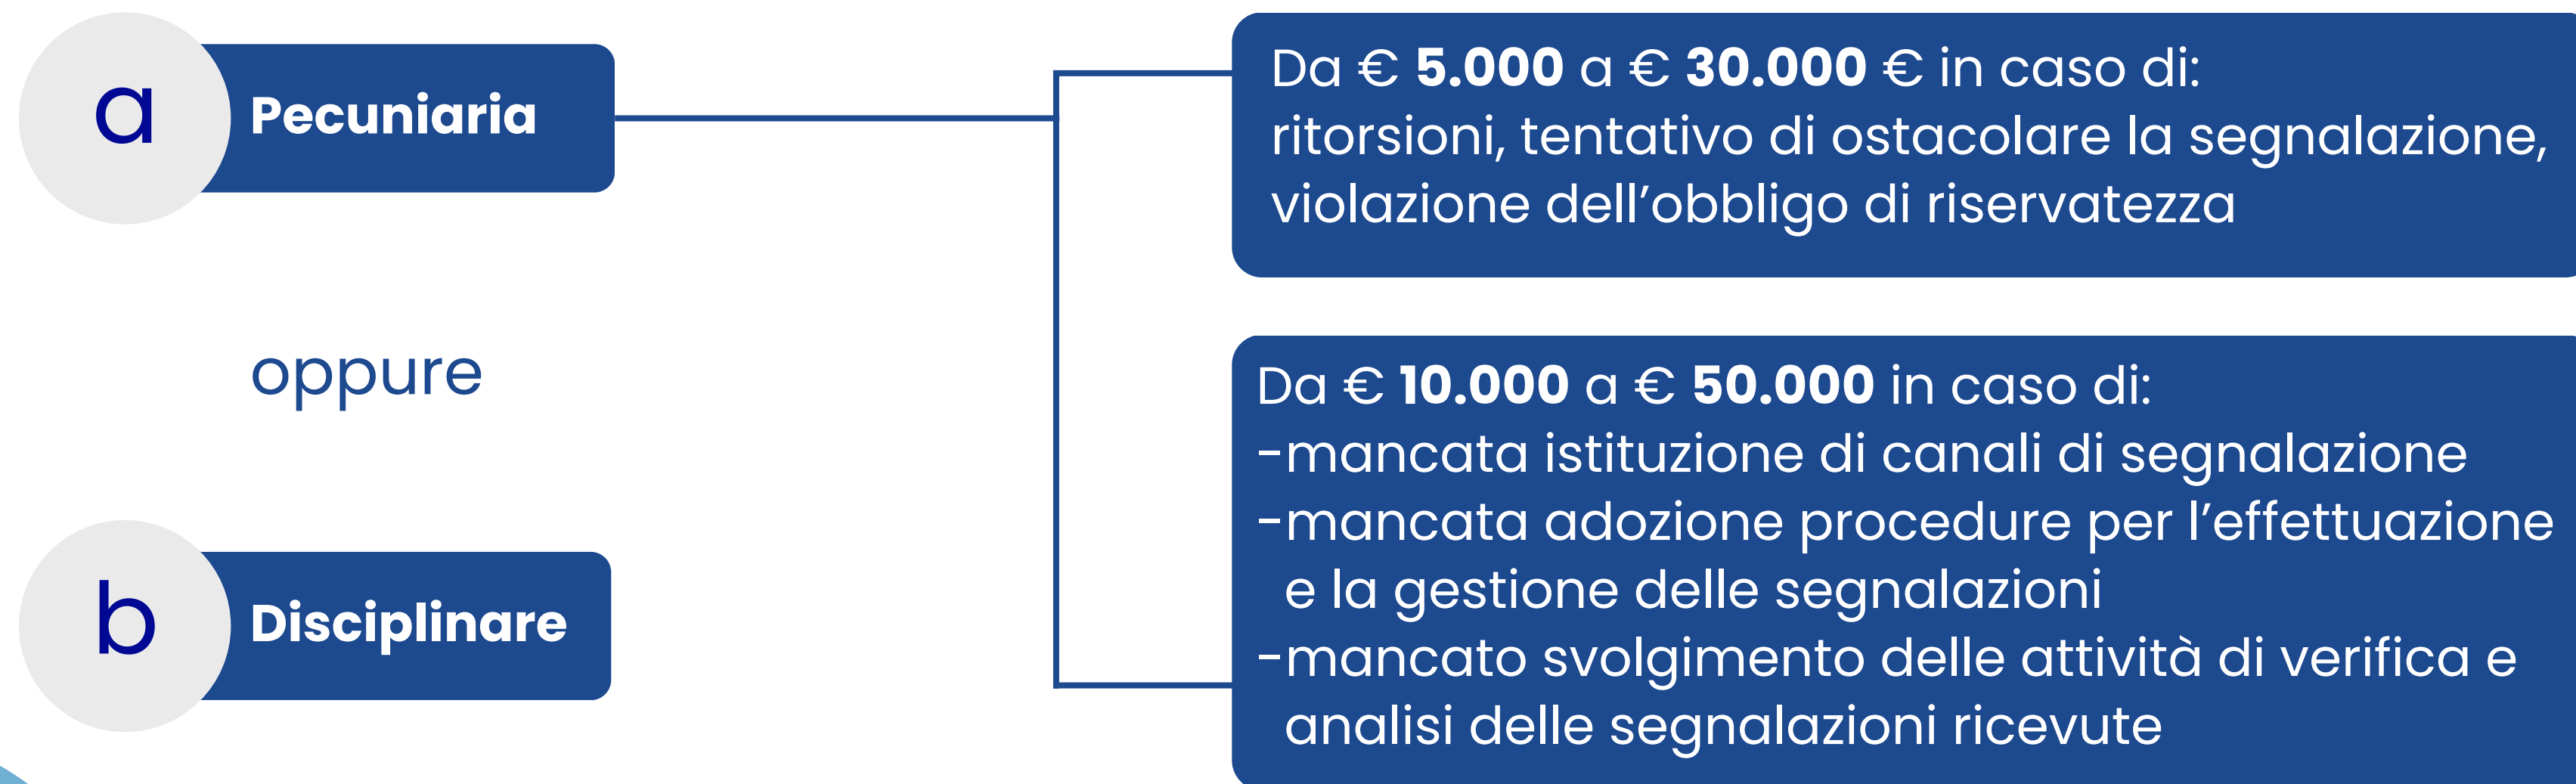 a
Pecuniaria
Da € 5.000 a € 30.000 € in caso di:
ritorsioni, tentativo di ostacolare la segnalazione,
violazione dell’obbligo di riservatezza
oppure
Da € 10.000 a € 50.000 in caso di:
-mancata istituzione di canali di segnalazione
-mancata adozione procedure per l’effettuazione
e la gestione delle segnalazioni
-mancato svolgimento delle attività di verifica e
analisi delle segnalazioni ricevute
b
Disciplinare